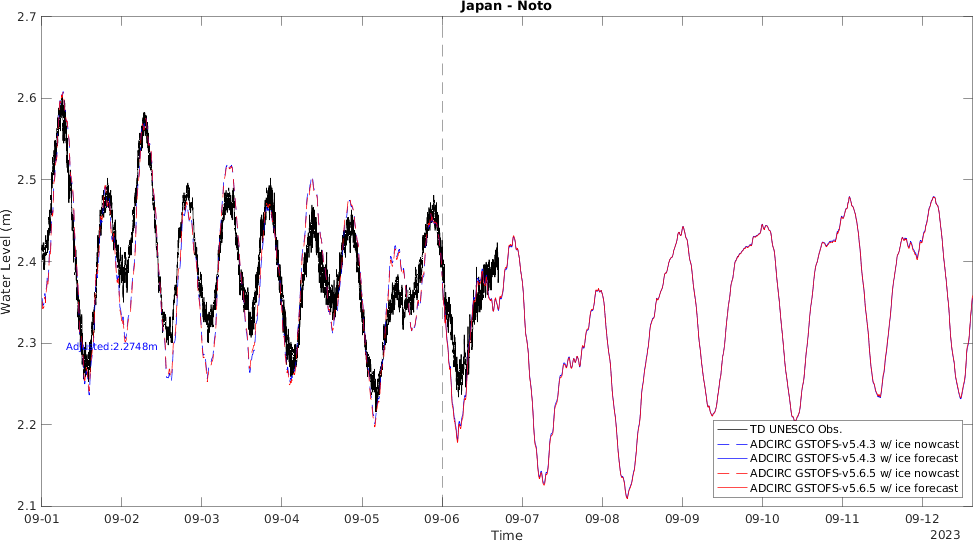 Japan - Noto
2.7
2.6
2.5
2.4
2.3
2.2
2.1
Water Level (m)
Adjusted:2.2748m
TD UNESCO Obs.
ADCIRC GSTOFS-v5.4.3 w/ ice nowcast
ADCIRC GSTOFS-v5.4.3 w/ ice forecast
ADCIRC GSTOFS-v5.6.5 w/ ice nowcast
ADCIRC GSTOFS-v5.6.5 w/ ice forecast
09-01 09-02 09-03 09-04 09-05 09-06 09-07 09-08 09-09 09-10 09-11 09-12
2023
Time